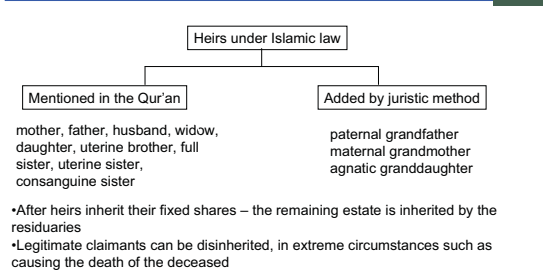 Heirs under Islamic law
Mentioned in the Qur'an
Added by juristic method
mother, father, husband, widow,
daughter, uterine brother, full
sister, uterine sister,
consanguine sister
paternal grandfather
maternal grandmother
agnatic granddaughter
•After heirs inherit their fixed shares – the remaining estate is inherited by the
residuaries
•Legitimate claimants can be disinherited, in extreme circumstances such as
causing the death of the deceased